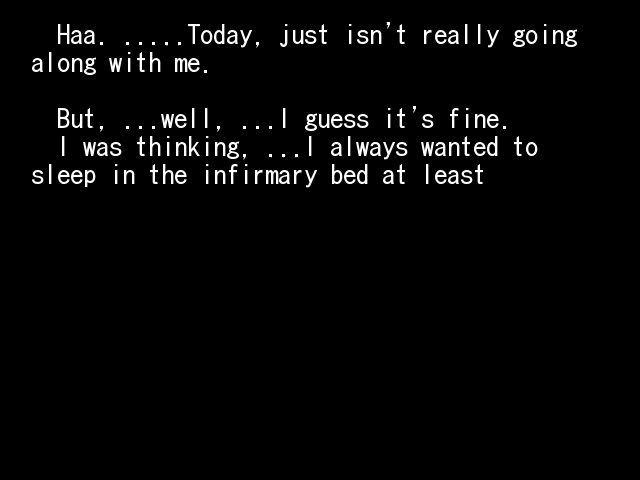 Haa. .....Today, just isn't really going
along with me.
But, ...well, ...I guess it's fine.
I was thinking, ...I always wanted to
sleep in the infirmary bed at least